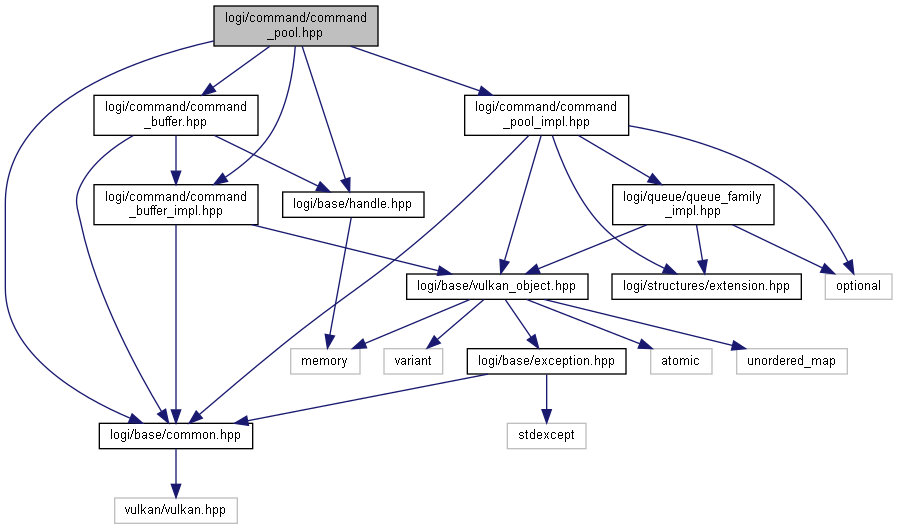 logi/command/command
_pool.hpp
logi/command/command
_buffer.hpp
logi/command/command
_pool_impl.hpp
logi/command/command
_buffer_impl.hpp
logi/base/handle.hpp
logi/queue/queue_family
_impl.hpp
logi/base/vulkan_object.hpp
logi/structures/extension.hpp
optional
memory
variant
logi/base/exception.hpp
atomic
unordered_map
logi/base/common.hpp
stdexcept
vulkan/vulkan.hpp